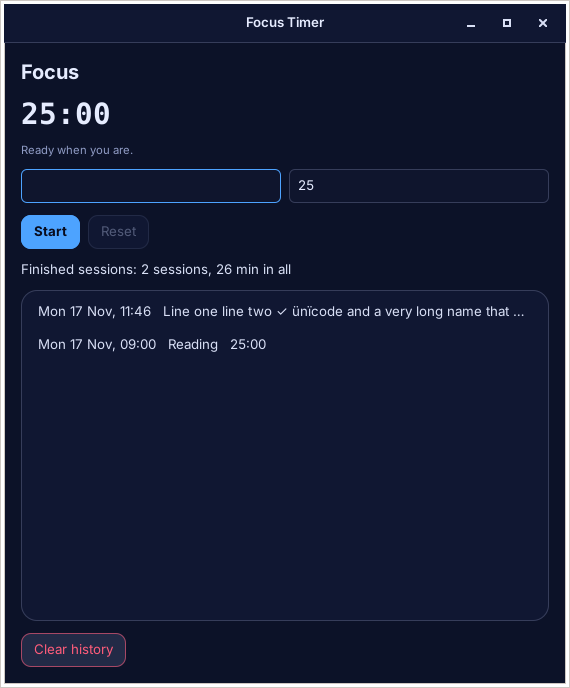 Focus Timer
Focus
25:00
Ready when you are.
25
Start Reset
Finished sessions: 2 sessions, 26 min in all
Mon 17 Nov, 11:46 Line one line two ✓ ünïcode and a very long name that ...
Mon 17 Nov, 09:00 Reading 25:00
Clear history